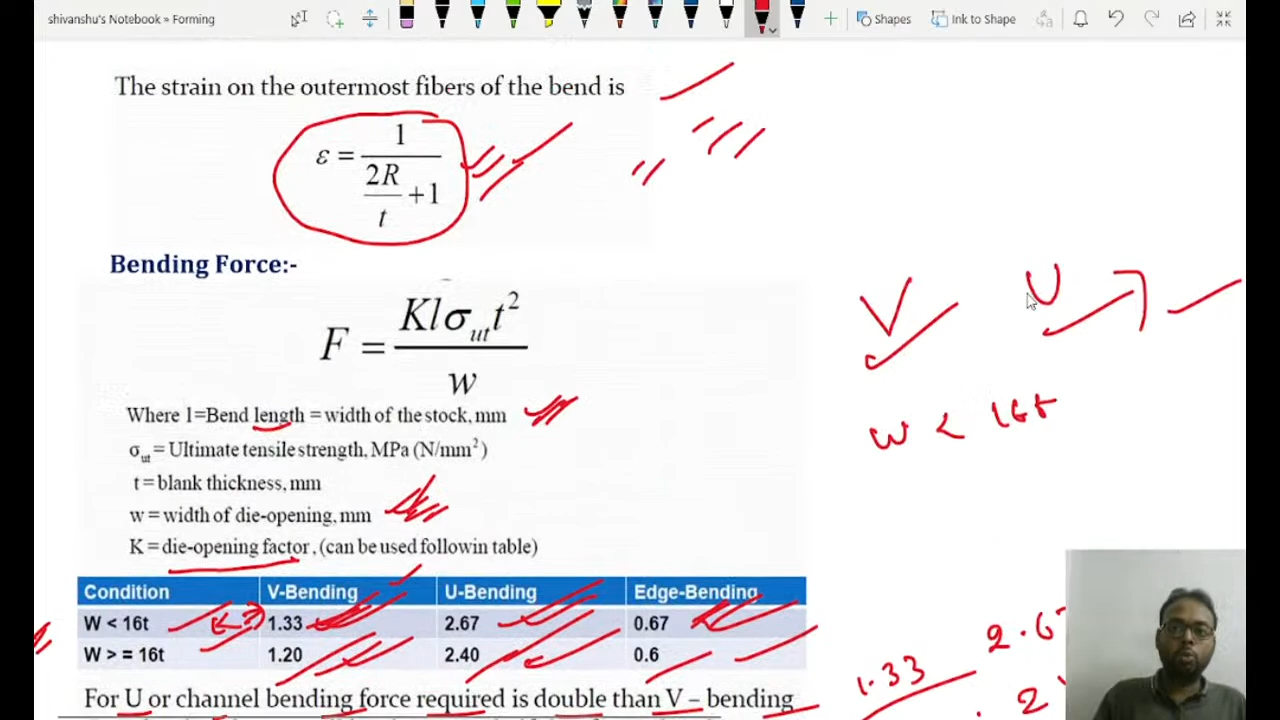 shivanshu's Notebook » Forming
Shapes
Ink to Shape
The strain on the outermost fibers of the bend is
ε = 1 / (2R/t + 1)
Bending Force:-
F = Klσut t² / w
V U
W < 16t
Where l=Bend length = width of the stock, mm
σut = Ultimate tensile strength, MPa (N/mm²)
t = blank thickness, mm
w = width of die-opening, mm
K = die-opening factor, (can be used followin table)
Condition V-Bending U-Bending Edge-Bending
W < 16t 1.33 2.67 0.67
W > = 16t 1.20 2.40 0.6
1.33
For U or channel bending force required is double than V – bending